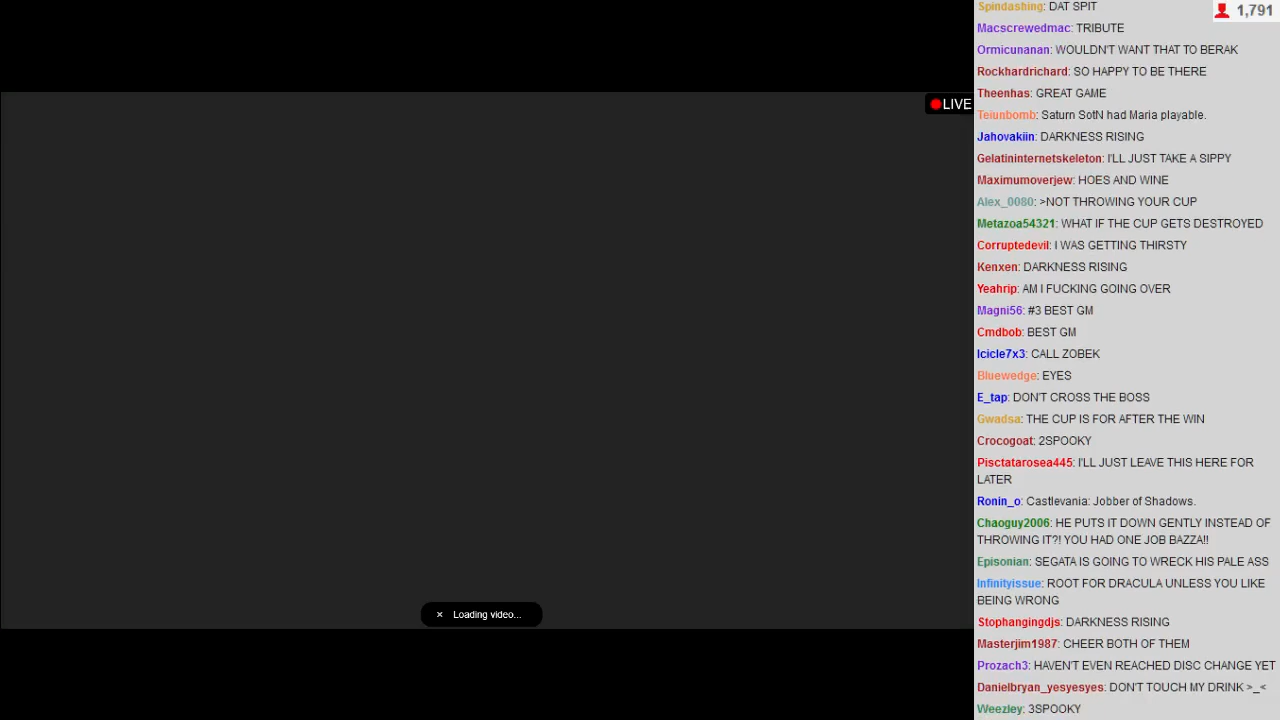 Spindashing: DAT SPIT
1,791
Macscrewedmac: TRIBUTE
Ormicunanan: WOULDN'T WANT THAT TO BERAK
Rockhardrichard: SO HAPPY TO BE THERE
Theenhas: GREAT GAME
LIVE
Teiunbomb: Saturn SotN had Maria playable.
Jahovakiin: DARKNESS RISING
Gelatininternetskeleton: I'LL JUST TAKE A SIPPY
Maximumoverjew: HOES AND WINE
Alex_0080: >NOT THROWING YOUR CUP
Metazoa54321: WHAT IF THE CUP GETS DESTROYED
Corruptedevil: I WAS GETTING THIRSTY
Kenxen: DARKNESS RISING
Yeahrip: AM I FUCKING GOING OVER
Magni56: #3 BEST GM
Cmdbob: BEST GM
Icicle7x3: CALL ZOBEK
Bluewedge: EYES
E_tap: DON'T CROSS THE BOSS
Gwadsa: THE CUP IS FOR AFTER THE WIN
Crocogoat: 2SPOOKY
Pisctatarosea445: I'LL JUST LEAVE THIS HERE FOR
LATER
Ronin_o: Castlevania: Jobber of Shadows.
Chaoguy2006: HE PUTS IT DOWN GENTLY INSTEAD OF
THROWING IT?! YOU HAD ONE JOB BAZZA!!
Episonian: SEGATA IS GOING TO WRECK HIS PALE ASS
Infinityissue: ROOT FOR DRACULA UNLESS YOU LIKE
BEING WRONG
× Loading video...
Stophangingdjs: DARKNESS RISING
Masterjim1987: CHEER BOTH OF THEM
Prozach3: HAVEN'T EVEN REACHED DISC CHANGE YET
Danielbryan_yesyesyes: DON'T TOUCH MY DRINK >_<
Weezley: 3SPOOKY